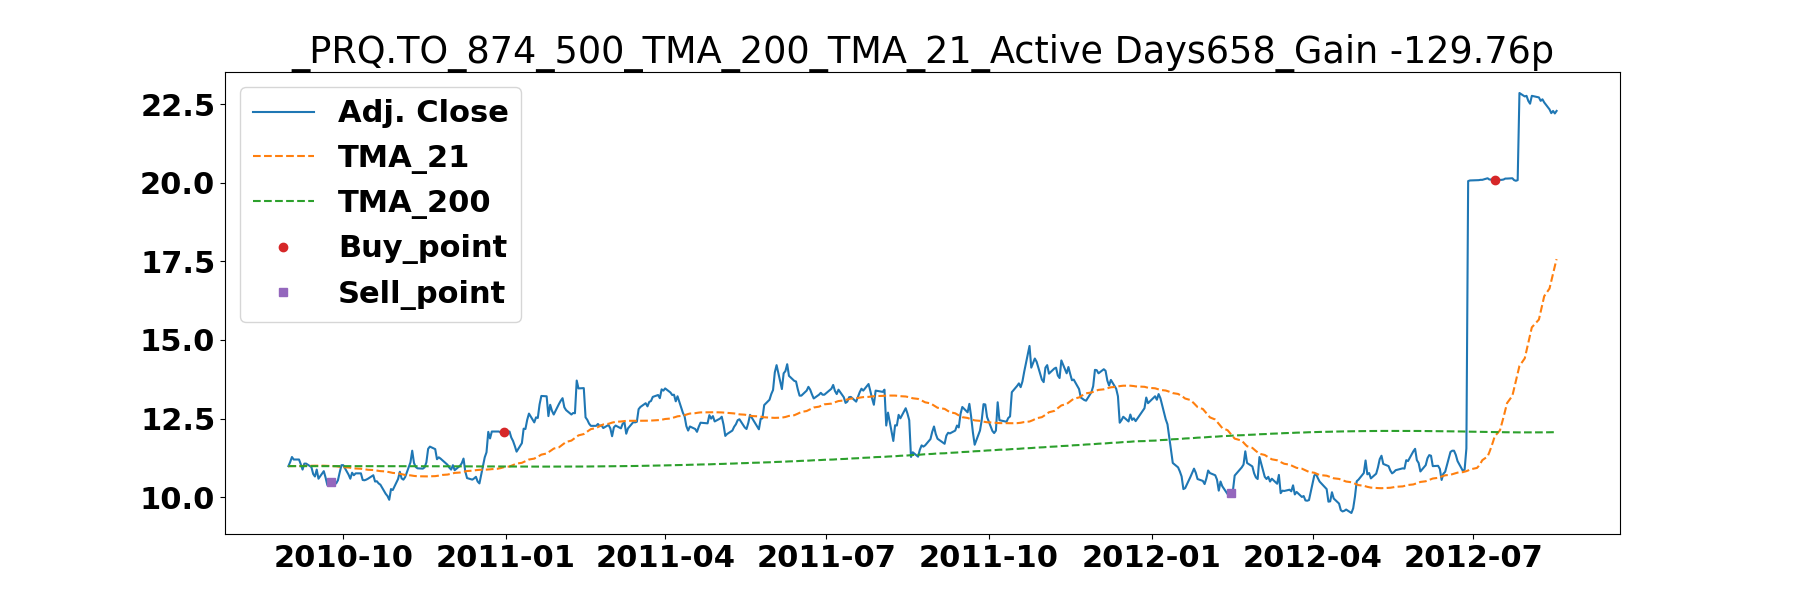 _PRQ.TO_874_500_TMA_200_TMA_21_Active Days658_Gain -129.76p
22.5
20.0
17.5
15.0
12.5
10.0
Adj. Close
TMA_21
TMA_200
Buy_point
Sell_point
2010-10 2011-01 2011-04 2011-07 2011-10 2012-01 2012-04 2012-07